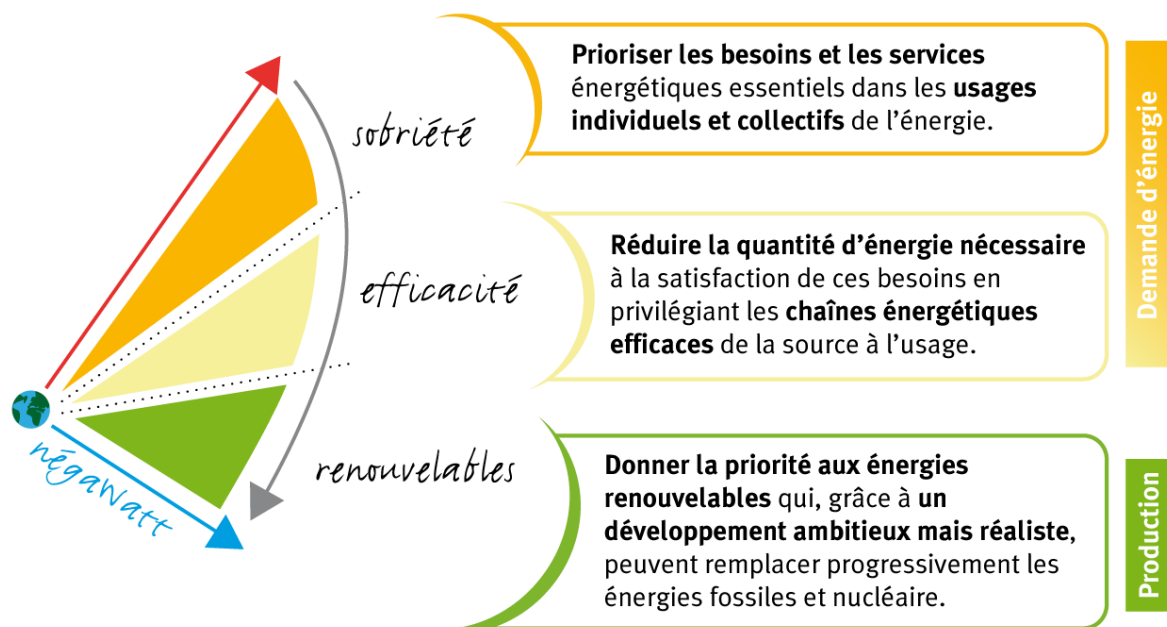 sobriété
Prioriser les besoins et les services
énergétiques essentiels dans les usages
individuels et collectifs de l’énergie.
efficacité
Réduire la quantité d’énergie nécessaire
à la satisfaction de ces besoins en
privilégiant les chaînes énergétiques
efficaces de la source à l’usage.
Demande d’énergie
négaWatt
renouvelables
Donner la priorité aux énergies
renouvelables qui, grâce à un
développement ambitieux mais réaliste,
peuvent remplacer progressivement les
énergies fossiles et nucléaire.
Production